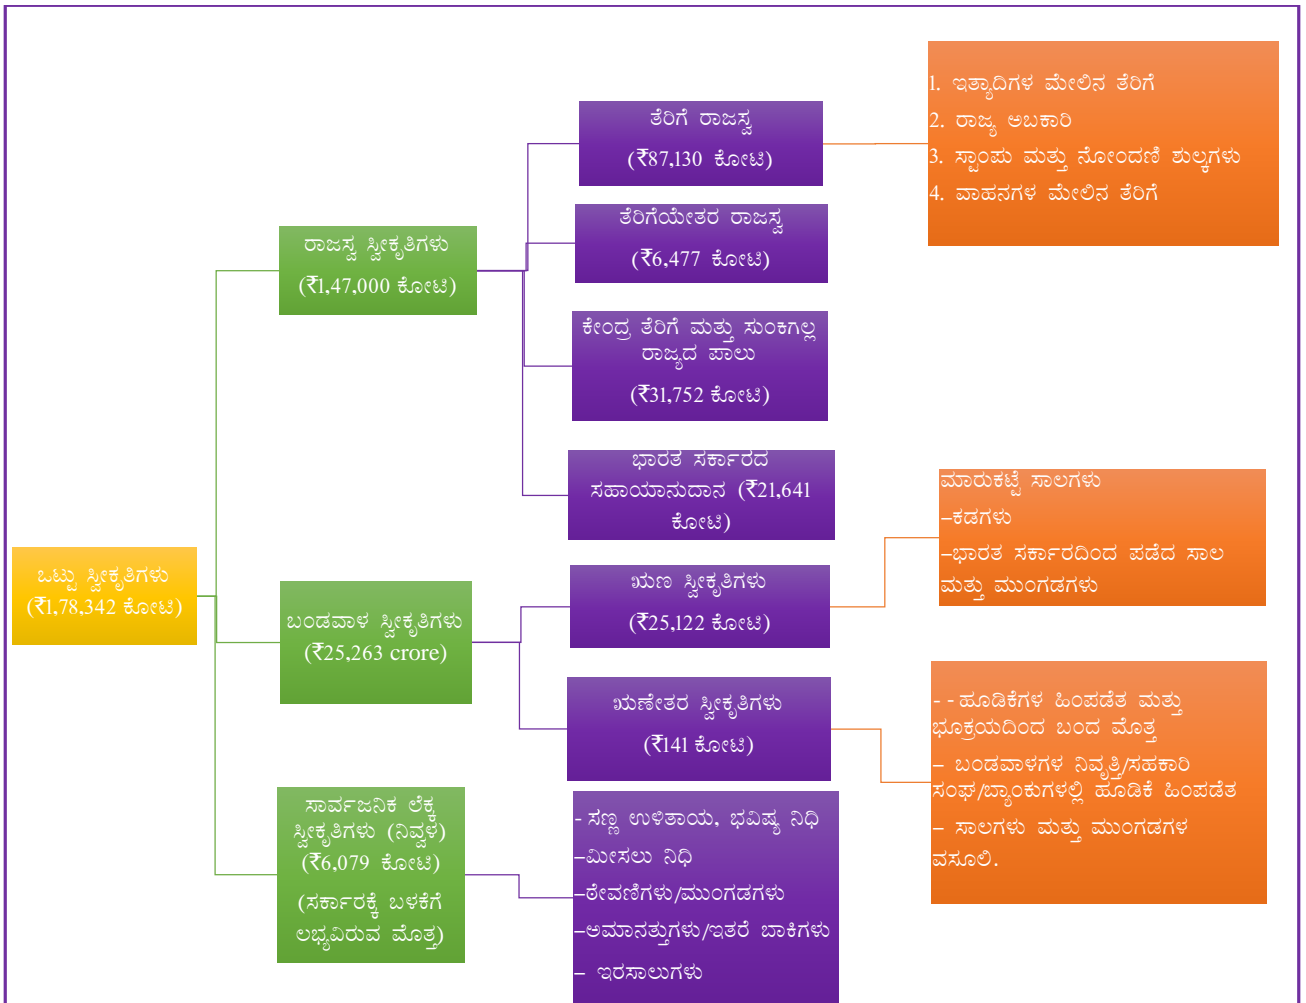 ಒಟ್ಟು ಸ್ವೀಕೃತಿಗಳು
(₹1,78,342 ಕೋಟಿ)
ರಾಜಸ್ವ ಸ್ವೀಕೃತಿಗಳು
(₹1,47,000 ಕೋಟಿ)
ತೆರಿಗೆ ರಾಜಸ್ವ
(₹87,130 ಕೋಟಿ)
1. ಇತ್ಯಾದಿಗಳ ಮೇಲಿನ ತೆರಿಗೆ
2. ರಾಜ್ಯ ಅಬಕಾರಿ
3. ಸ್ಟಾಂಪು ಮತ್ತು ನೋಂದಣಿ ಶುಲ್ಕಗಳು
4. ವಾಹನಗಳ ಮೇಲಿನ ತೆರಿಗೆ
ತೆರಿಗೆಯೇತರ ರಾಜಸ್ವ
(₹6,477 ಕೋಟಿ)
ಕೇಂದ್ರ ತೆರಿಗೆ ಮತ್ತು ಸುಂಕಗಿಲ್ಲ
ರಾಜ್ಯದ ಪಾಲು
(₹31,752 ಕೋಟಿ)
ಭಾರತ ಸರ್ಕಾರದ
ಸಹಾಯಾನುದಾನ (₹21,641
ಕೋಟಿ)
ಬಂಡವಾಳ ಸ್ವೀಕೃತಿಗಳು
(₹25,263 crore)
ಋಣ ಸ್ವೀಕೃತಿಗಳು
(₹25,122 ಕೋಟಿ)
ಮಾರುಕಟ್ಟೆ ಸಾಲಗಳು
–ಕಡಗಳು
–ಭಾರತ ಸರ್ಕಾರದಿಂದ ಪಡೆದ ಸಾಲ
ಮತ್ತು ಮುಂಗಡಗಳು
ಋಣೇತರ ಸ್ವೀಕೃತಿಗಳು
(₹141 ಕೋಟಿ)
- - ಹೂಡಿಕೆಗಳ ಹಿಂಪಡೆತ ಮತ್ತು
ಭೂಕ್ರಯದಿಂದ ಬಂದ ಮೊತ್ತ
– ಬಂಡವಾಳಗಳ ನಿವೃತ್ತಿ/ಸಹಕಾರಿ
ಸಂಘ/ಬ್ಯಾಂಕುಗಳಲ್ಲಿ ಹೂಡಿಕೆ ಹಿಂಪಡೆತ
– ಸಾಲಗಳು ಮತ್ತು ಮುಂಗಡಗಳ
ವಸೂಲಿ.
ಸಾರ್ವಜನಿಕ ಲೆಕ್ಕ
ಸ್ವೀಕೃತಿಗಳು (ನಿವ್ವಳ)
(₹6,079 ಕೋಟಿ)
(ಸರ್ಕಾರಕ್ಕೆ ಬಳಕೆಗೆ
ಲಭ್ಯವಿರುವ ಮೊತ್ತ)
- ಸಣ್ಣ ಉಳಿತಾಯ, ಭವಿಷ್ಯ ನಿಧಿ
–ಮೀಸಲು ನಿಧಿ
–ಠೇವಣಿಗಳು/ಮುಂಗಡಗಳು
–ಅಮಾನತ್ತುಗಳು/ಇತರೆ ಬಾಕಿಗಳು
– ಇರಸಾಲುಗಳು